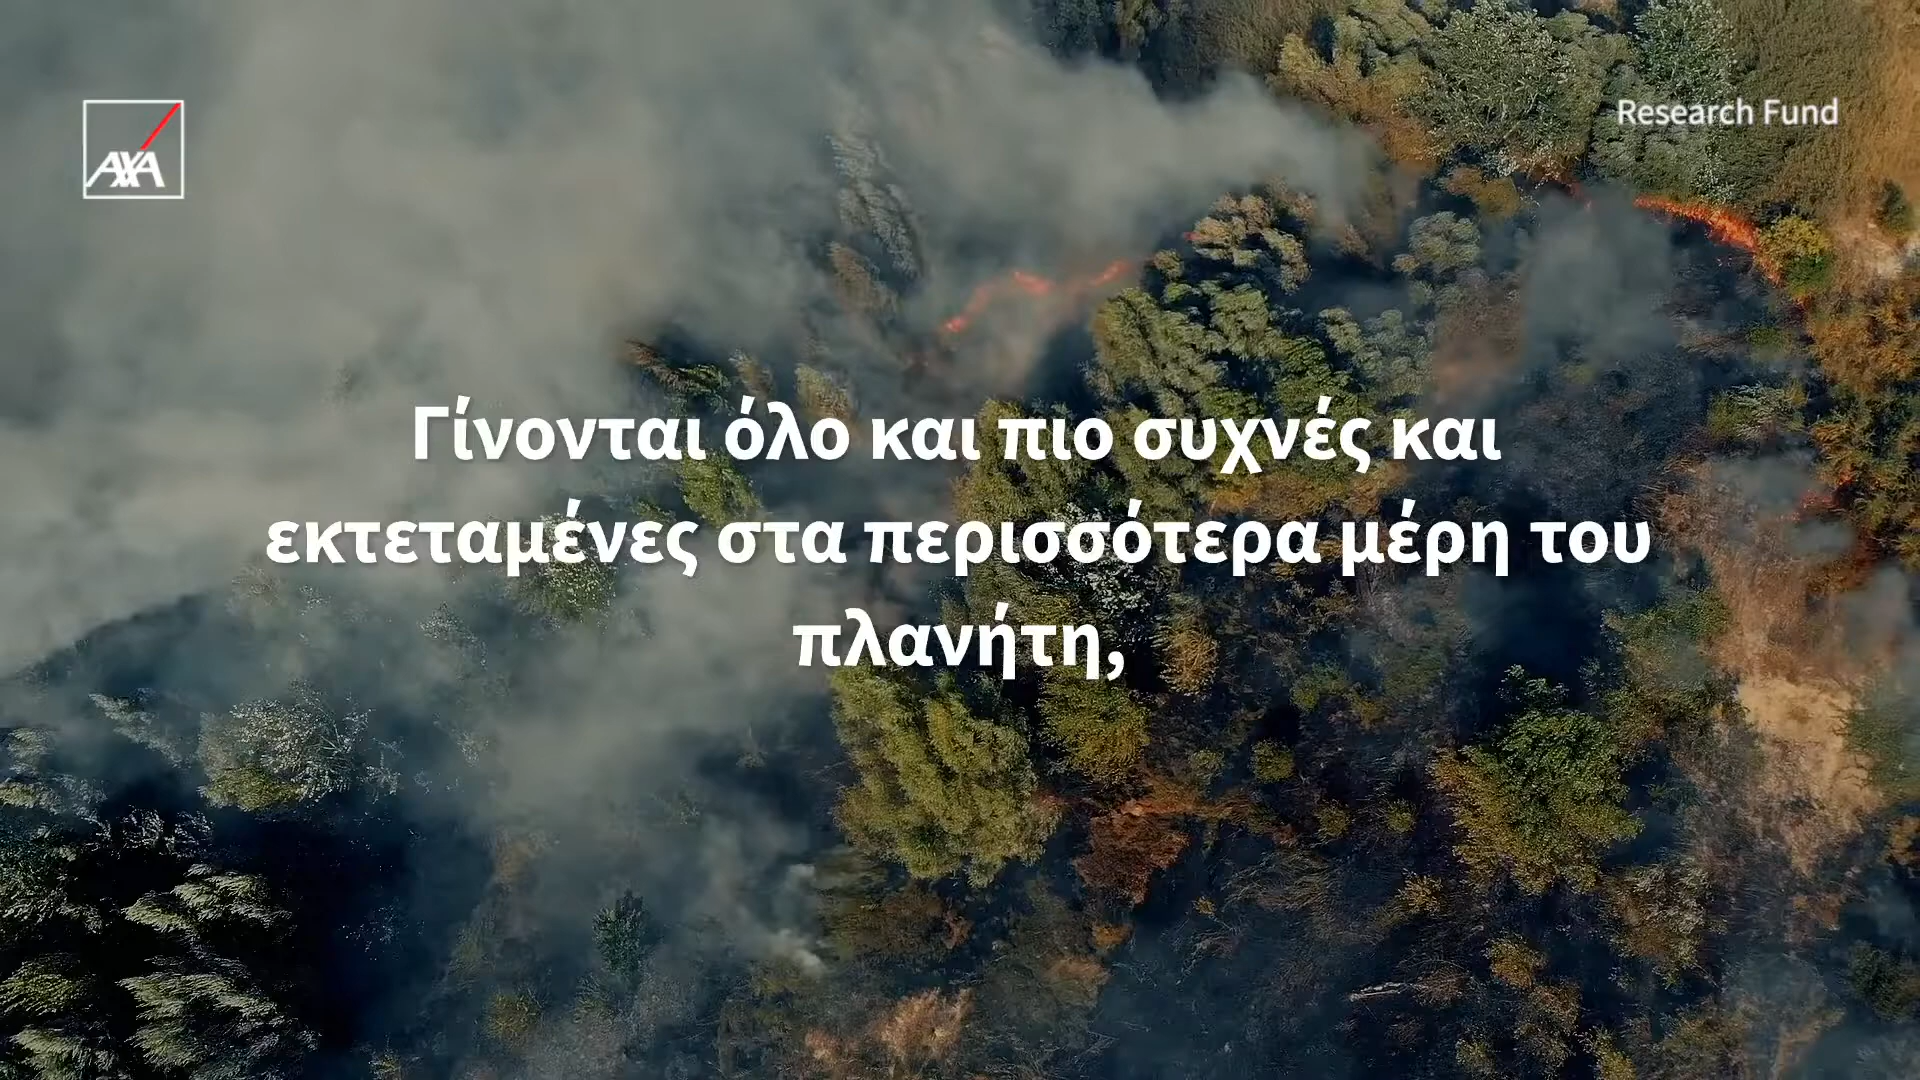 AXA
Research Fund
Γίνονται όλο και πιο συχνές και
εκτεταμένες στα περισσότερα μέρη του
πλανήτη,